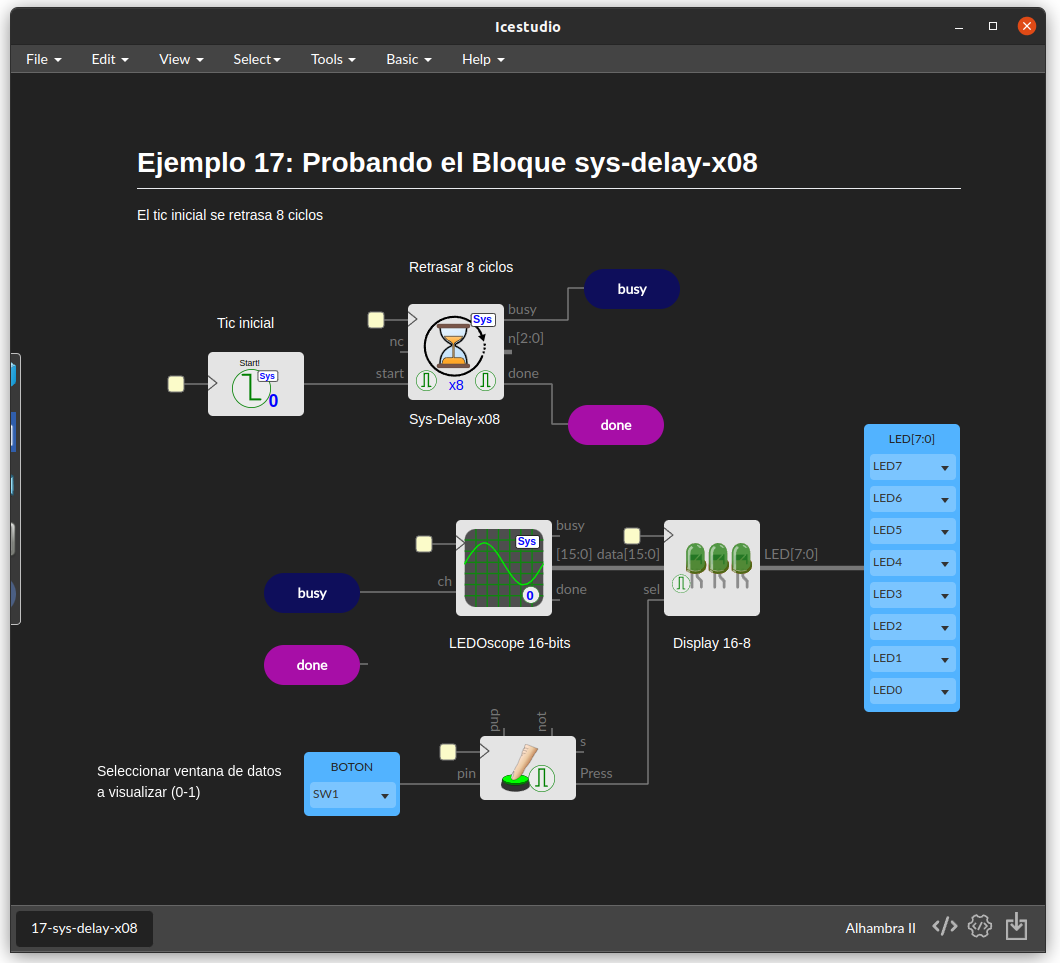 Icestudio
File Edit View Select Tools Basic Help
Ejemplo 17: Probando el Bloque sys-delay-x08
El tic inicial se retrasa 8 ciclos
Retrasar 8 ciclos
busy
Tic inicial
Sys
busy
nc
n[2:0]
Start!
Sys
0
start
x8
done
Sys-Delay-x08
done
LED[7:0]
LED7
LED6
LED5
LED4
LED3
LED2
LED1
LED0
busy
Sys
[15:0] data[15:0]
LED[7:0]
ch
0
done
sel
busy
LEDOscope 16-bits
Display 16-8
done
pup
not
s
pin
Press
Seleccionar ventana de datos
a visualizar (0-1)
BOTON
SW1
17-sys-delay-x08
Alhambra II